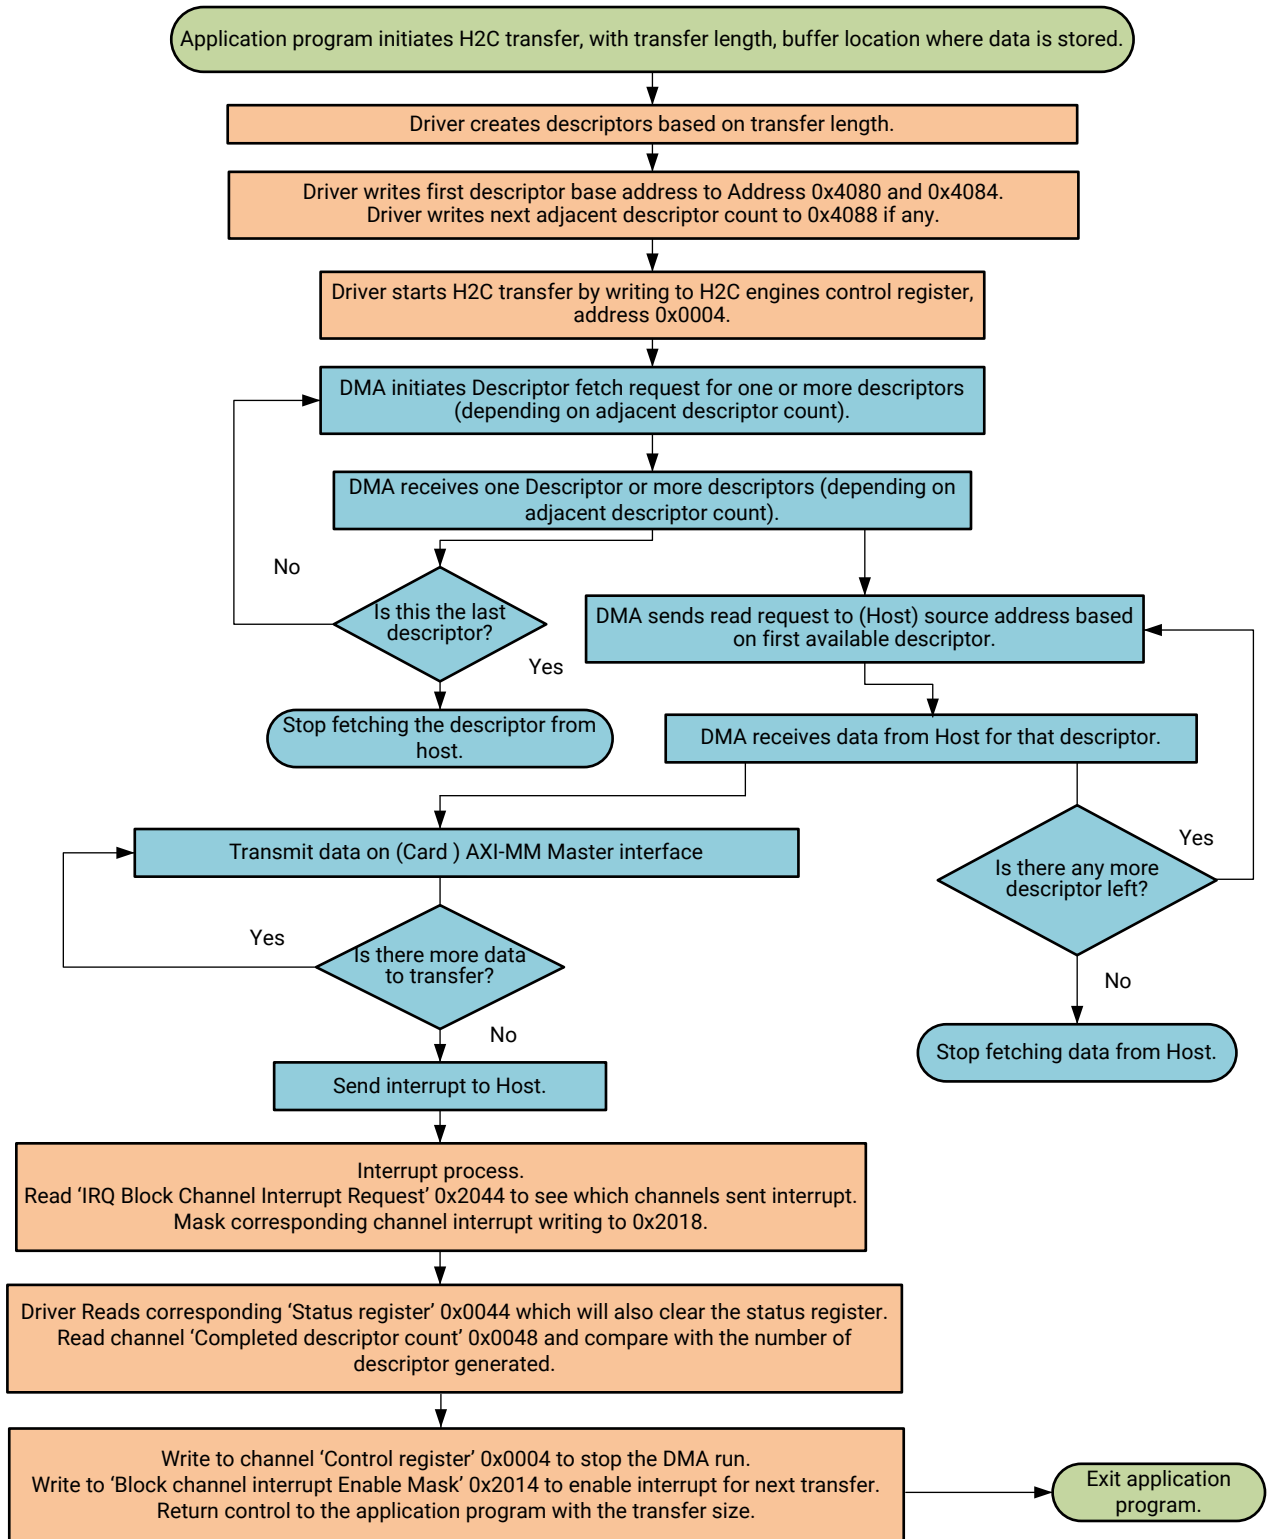 Application program initiates H2C transfer, with transfer length, buffer location where data is stored.
Driver creates descriptors based on transfer length.
Driver writes first descriptor base address to Address 0x4080 and 0x4084.
Driver writes next adjacent descriptor count to 0x4088 if any.
Driver starts H2C transfer by writing to H2C engines control register,
address 0x0004.
DMA initiates Descriptor fetch request for one or more descriptors
(depending on adjacent descriptor count).
DMA receives one Descriptor or more descriptors (depending on
adjacent descriptor count).
No
Is this the last
descriptor?
Yes
Stop fetching the descriptor from
host.
DMA sends read request to (Host) source address based
on first available descriptor.
DMA receives data from Host for that descriptor.
Yes
Is there any more
descriptor left?
No
Stop fetching data from Host.
Transmit data on (Card ) AXI-MM Master interface
Yes
Is there more data
to transfer?
No
Send interrupt to Host.
Interrupt process.
Read ‘IRQ Block Channel Interrupt Request’ 0x2044 to see which channels sent interrupt.
Mask corresponding channel interrupt writing to 0x2018.
Driver Reads corresponding ‘Status register’ 0x0044 which will also clear the status register.
Read channel ‘Completed descriptor count’ 0x0048 and compare with the number of
descriptor generated.
Write to channel ‘Control register’ 0x0004 to stop the DMA run.
Write to ‘Block channel interrupt Enable Mask’ 0x2014 to enable interrupt for next transfer.
Return control to the application program with the transfer size.
Exit application
program.